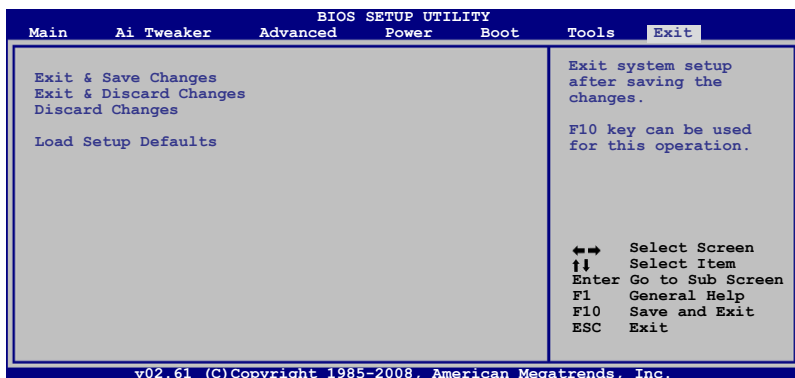 BIOS SETUP UTILITY
Main Ai Tweaker Advanced Power Boot Tools Exit
Exit & Save Changes
Exit & Discard Changes
Discard Changes
Load Setup Defaults
Exit system setup
after saving the
changes.
F10 key can be used
for this operation.
←→ Select Screen
↑↓ Select Item
Enter Go to Sub Screen
F1 General Help
F10 Save and Exit
ESC Exit
v02.61 (C)Copyright 1985-2008, American Megatrends, Inc.